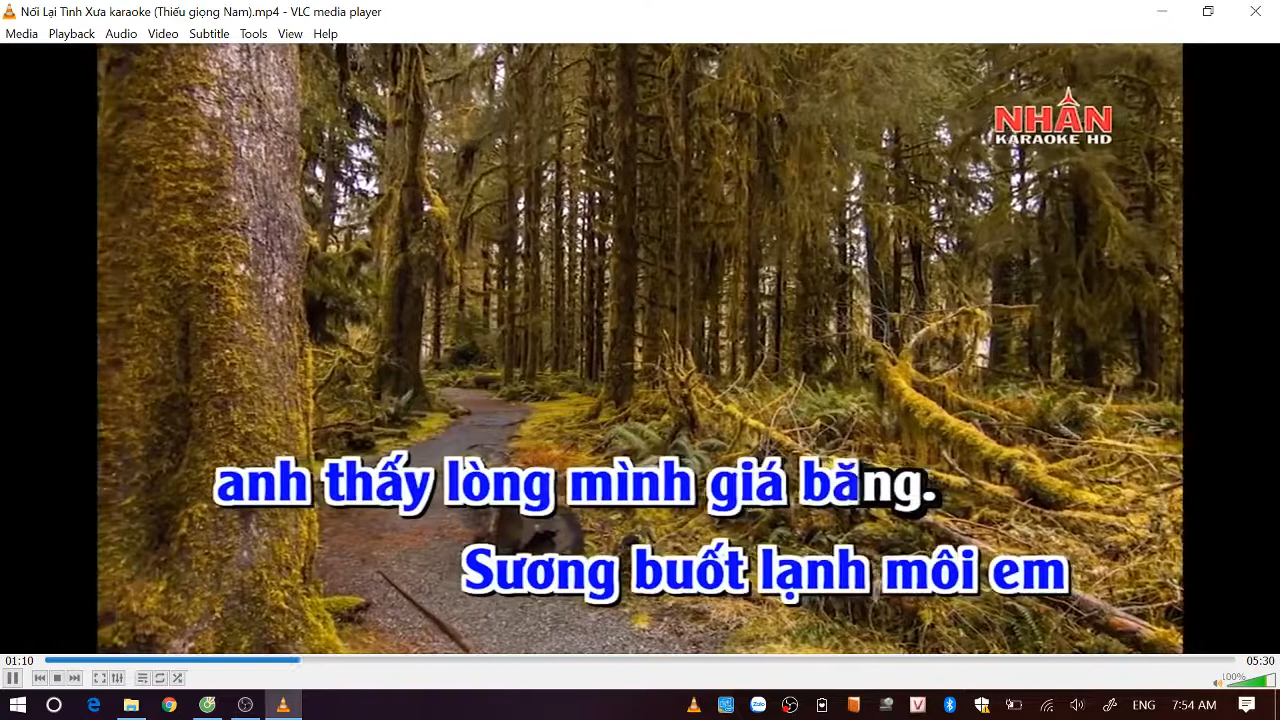 Nối Lại Tình Xưa karaoke (Thiếu giọng Nam).mp4 - VLC media player
Media Playback Audio Video Subtitle Tools View Help
NHÂN
KARAOKE HD
anh thấy lòng mình giá băng.
Sương buốt lạnh môi em
01:10 05:30
100%
Zalo ENG 7:54 AM